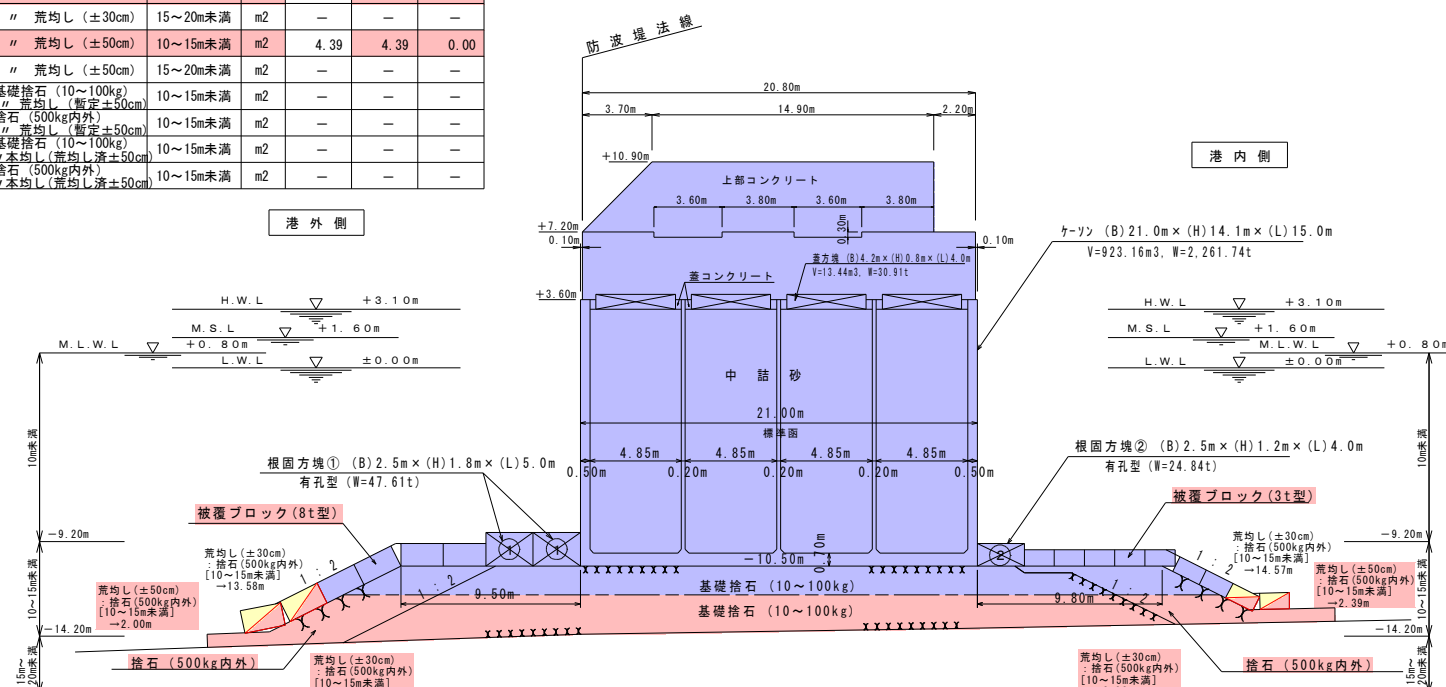 〃 荒均し (±30cm) 15～20m未満 m2 － － －
〃 荒均し (±50cm) 10～15m未満 m2 4.39 4.39 0.00
〃 荒均し (±50cm) 15～20m未満 m2 － － －
基礎捨石 (10～100kg)
〃 荒均し (暫定±50cm) 10～15m未満 m2 － － －
捨石 (500kg内外)
〃 荒均し (暫定±50cm) 10～15m未満 m2 － － －
基礎捨石 (10～100kg)
本均し(荒均し済±50cm) 10～15m未満 m2 － － －
捨石 (500kg内外)
本均し(荒均し済±50cm) 10～15m未満 m2 － － －
防波堤法線
20.80m
3.70m 14.90m 2.20m
港外側
港内側
+10.90m
上部コンクリート
3.60m 3.80m 3.60m 3.80m
+7.20m
0.30m
0.10m
0.10m
ケーソン (B)21.0m×(H)14.1m×(L)15.0m
V=923.16m3, W=2,261.74t
蓋方塊 (B)4.2m×(H)0.8m×(L)4.0m
V=13.44m3, W=30.91t
蓋コンクリート
+3.60m
H.W.L +3.10m
M.S.L +1.60m
M.L.W.L +0.80m
L.W.L ±0.00m
H.W.L +3.10m
M.S.L +1.60m
M.L.W.L +0.80m
L.W.L ±0.00m
中詰砂
21.00m
標準函
4.85m 4.85m 4.85m 4.85m
0.50m 0.20m 0.20m 0.20m 0.50m
10m未満
10m未満
根固方塊① (B)2.5m×(H)1.8m×(L)5.0m
有孔型 (W=47.61t)
根固方塊② (B)2.5m×(H)1.2m×(L)4.0m
有孔型 (W=24.84t)
被覆ブロック(8t型)
被覆ブロック(3t型)
－9.20m
－9.20m
1 1
2
0.70m
－10.50m
荒均し(±30cm)
:捨石(500kg内外)
[10～15m未満]
→13.58m
荒均し(±30cm)
:捨石(500kg内外)
[10～15m未満]
→14.57m
荒均し(±50cm)
:捨石(500kg内外)
[10～15m未満]
→2.00m
荒均し(±50cm)
:捨石(500kg内外)
[10～15m未満]
→2.39m
1:2
1:2
1:2
1:2
基礎捨石 (10～100kg)
9.50m
9.80m
基礎捨石 (10～100kg)
10～15m未満
10～15m未満
－14.20m
－14.20m
捨石 (500kg内外)
捨石 (500kg内外)
15m～
20m未満
15m～
20m未満
荒均し(±30cm)
:捨石(500kg内外)
[10～15m未満]
荒均し(±30cm)
:捨石(500kg内外)
[10～15m未満]